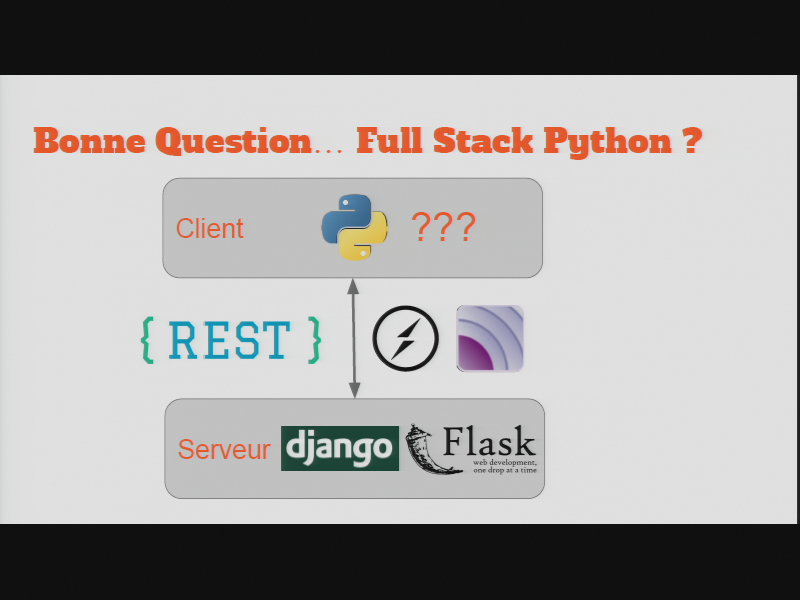 Bonne Question... Full Stack Python ?
Client ???
{ REST }
Serveur django Flask
web development,
one drop at a time